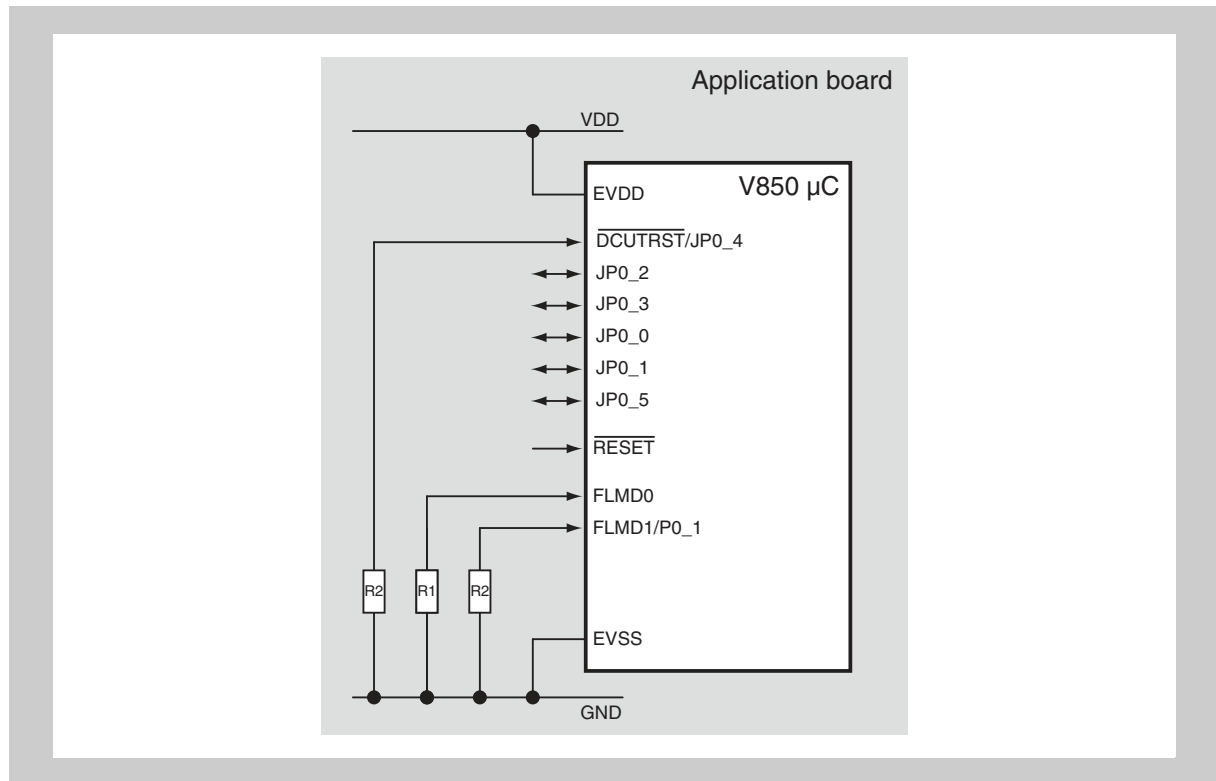 Application board
VDD
V850 µC
EVDD
DCUTRST/JP0_4
JP0_2
JP0_3
JP0_0
JP0_1
JP0_5
RESET
FLMD0
FLMD1/P0_1
R2
R1
R2
EVSS
GND